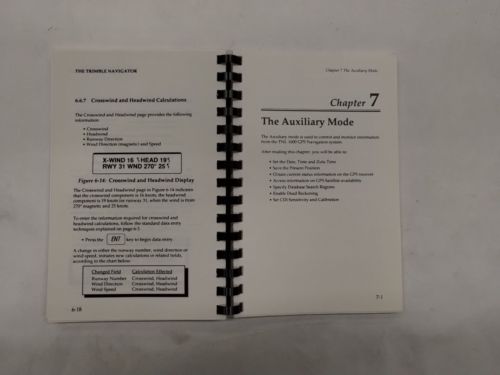 THE TRIMBLE NAVIGATOR
6.6.7 Crosswind and Headwind Calculations
The Crosswind and Headwind page provides the following
information:
• Crosswind
• Headwind
• Runway Direction
• Wind Direction (magnetic) and Speed
X-WIND 16 HEAD 19
RWY 31 WND 270° 25
Figure 6-14: Crosswind and Headwind Display
The Crosswind and Headwind page in Figure 6-14 indicates
that the crosswind component is 16 knots; the headwind
component is 19 knots for runway 31, when the wind is from
270° magnetic and 25 knots.
To enter the information required for crosswind and
headwind calculations, follow the standard data entry
techniques explained on page 6-3.
• Press the ENT key to begin data entry
A change in either the runway number, wind direction or
wind speed, initiates new calculations or related fields,
according to the chart below:
Changed Field Calculation Effected
Runway Number Crosswind, Headwind
Wind Direction Crosswind, Headwind
Wind Speed Crosswind, Headwind
6-18
Chapter 7 The Auxiliary Mode
Chapter 7
The Auxiliary Mode
The Auxiliary mode is used to control and monitor information
from the TNL 1000 GPS Navigation system.
After reading this chapter, you will be able to:
• Set the Date, Time and Zulu Time
• Save the Present Position
• Obtain current status information on the GPS receiver
• Access information on GPS Satellite availability
• Specify Database Search Regions
• Enable Dead Reckoning
• Set CDI Sensitivity and Calibration
7-1